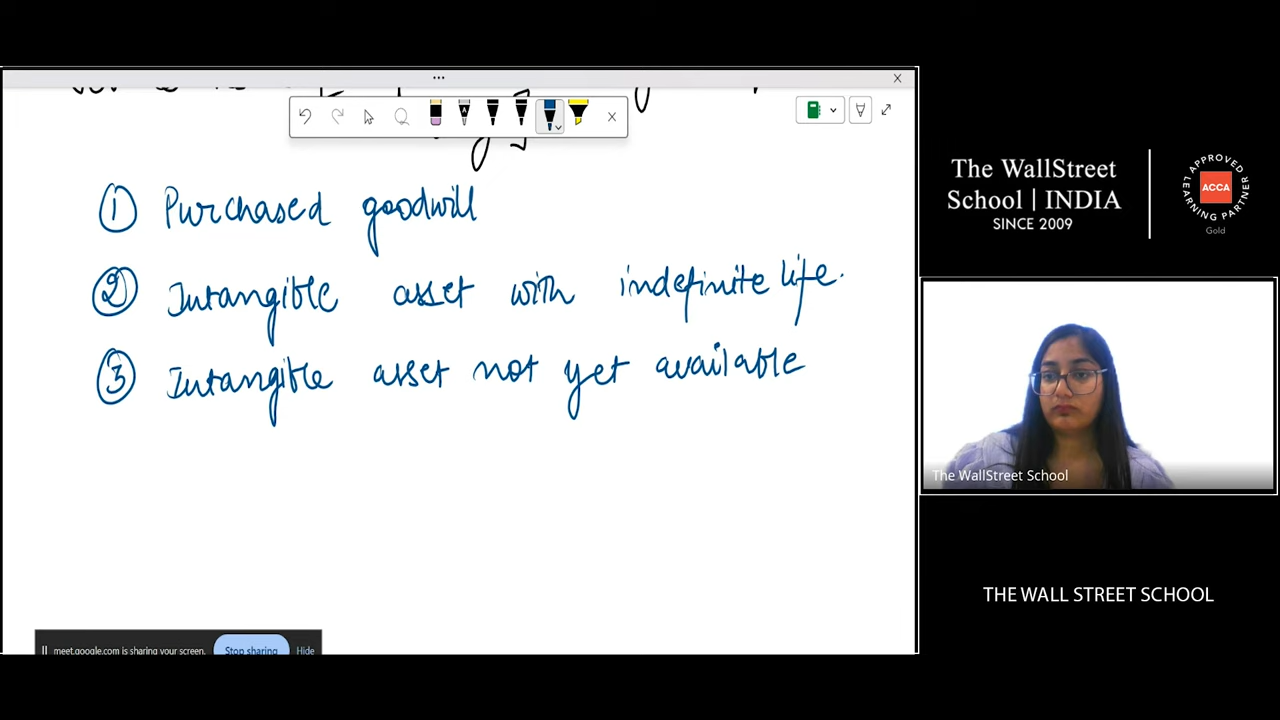 ① Purchased goodwill
② Intangible asset with indefinite life.
③ Intangible asset not yet available
meet.google.com is sharing your screen.
Stop sharing
Hide
The WallStreet
School | INDIA
SINCE 2009
APPROVED
LEARNING PARTNER
ACCA
Gold
The WallStreet School
THE WALL STREET SCHOOL